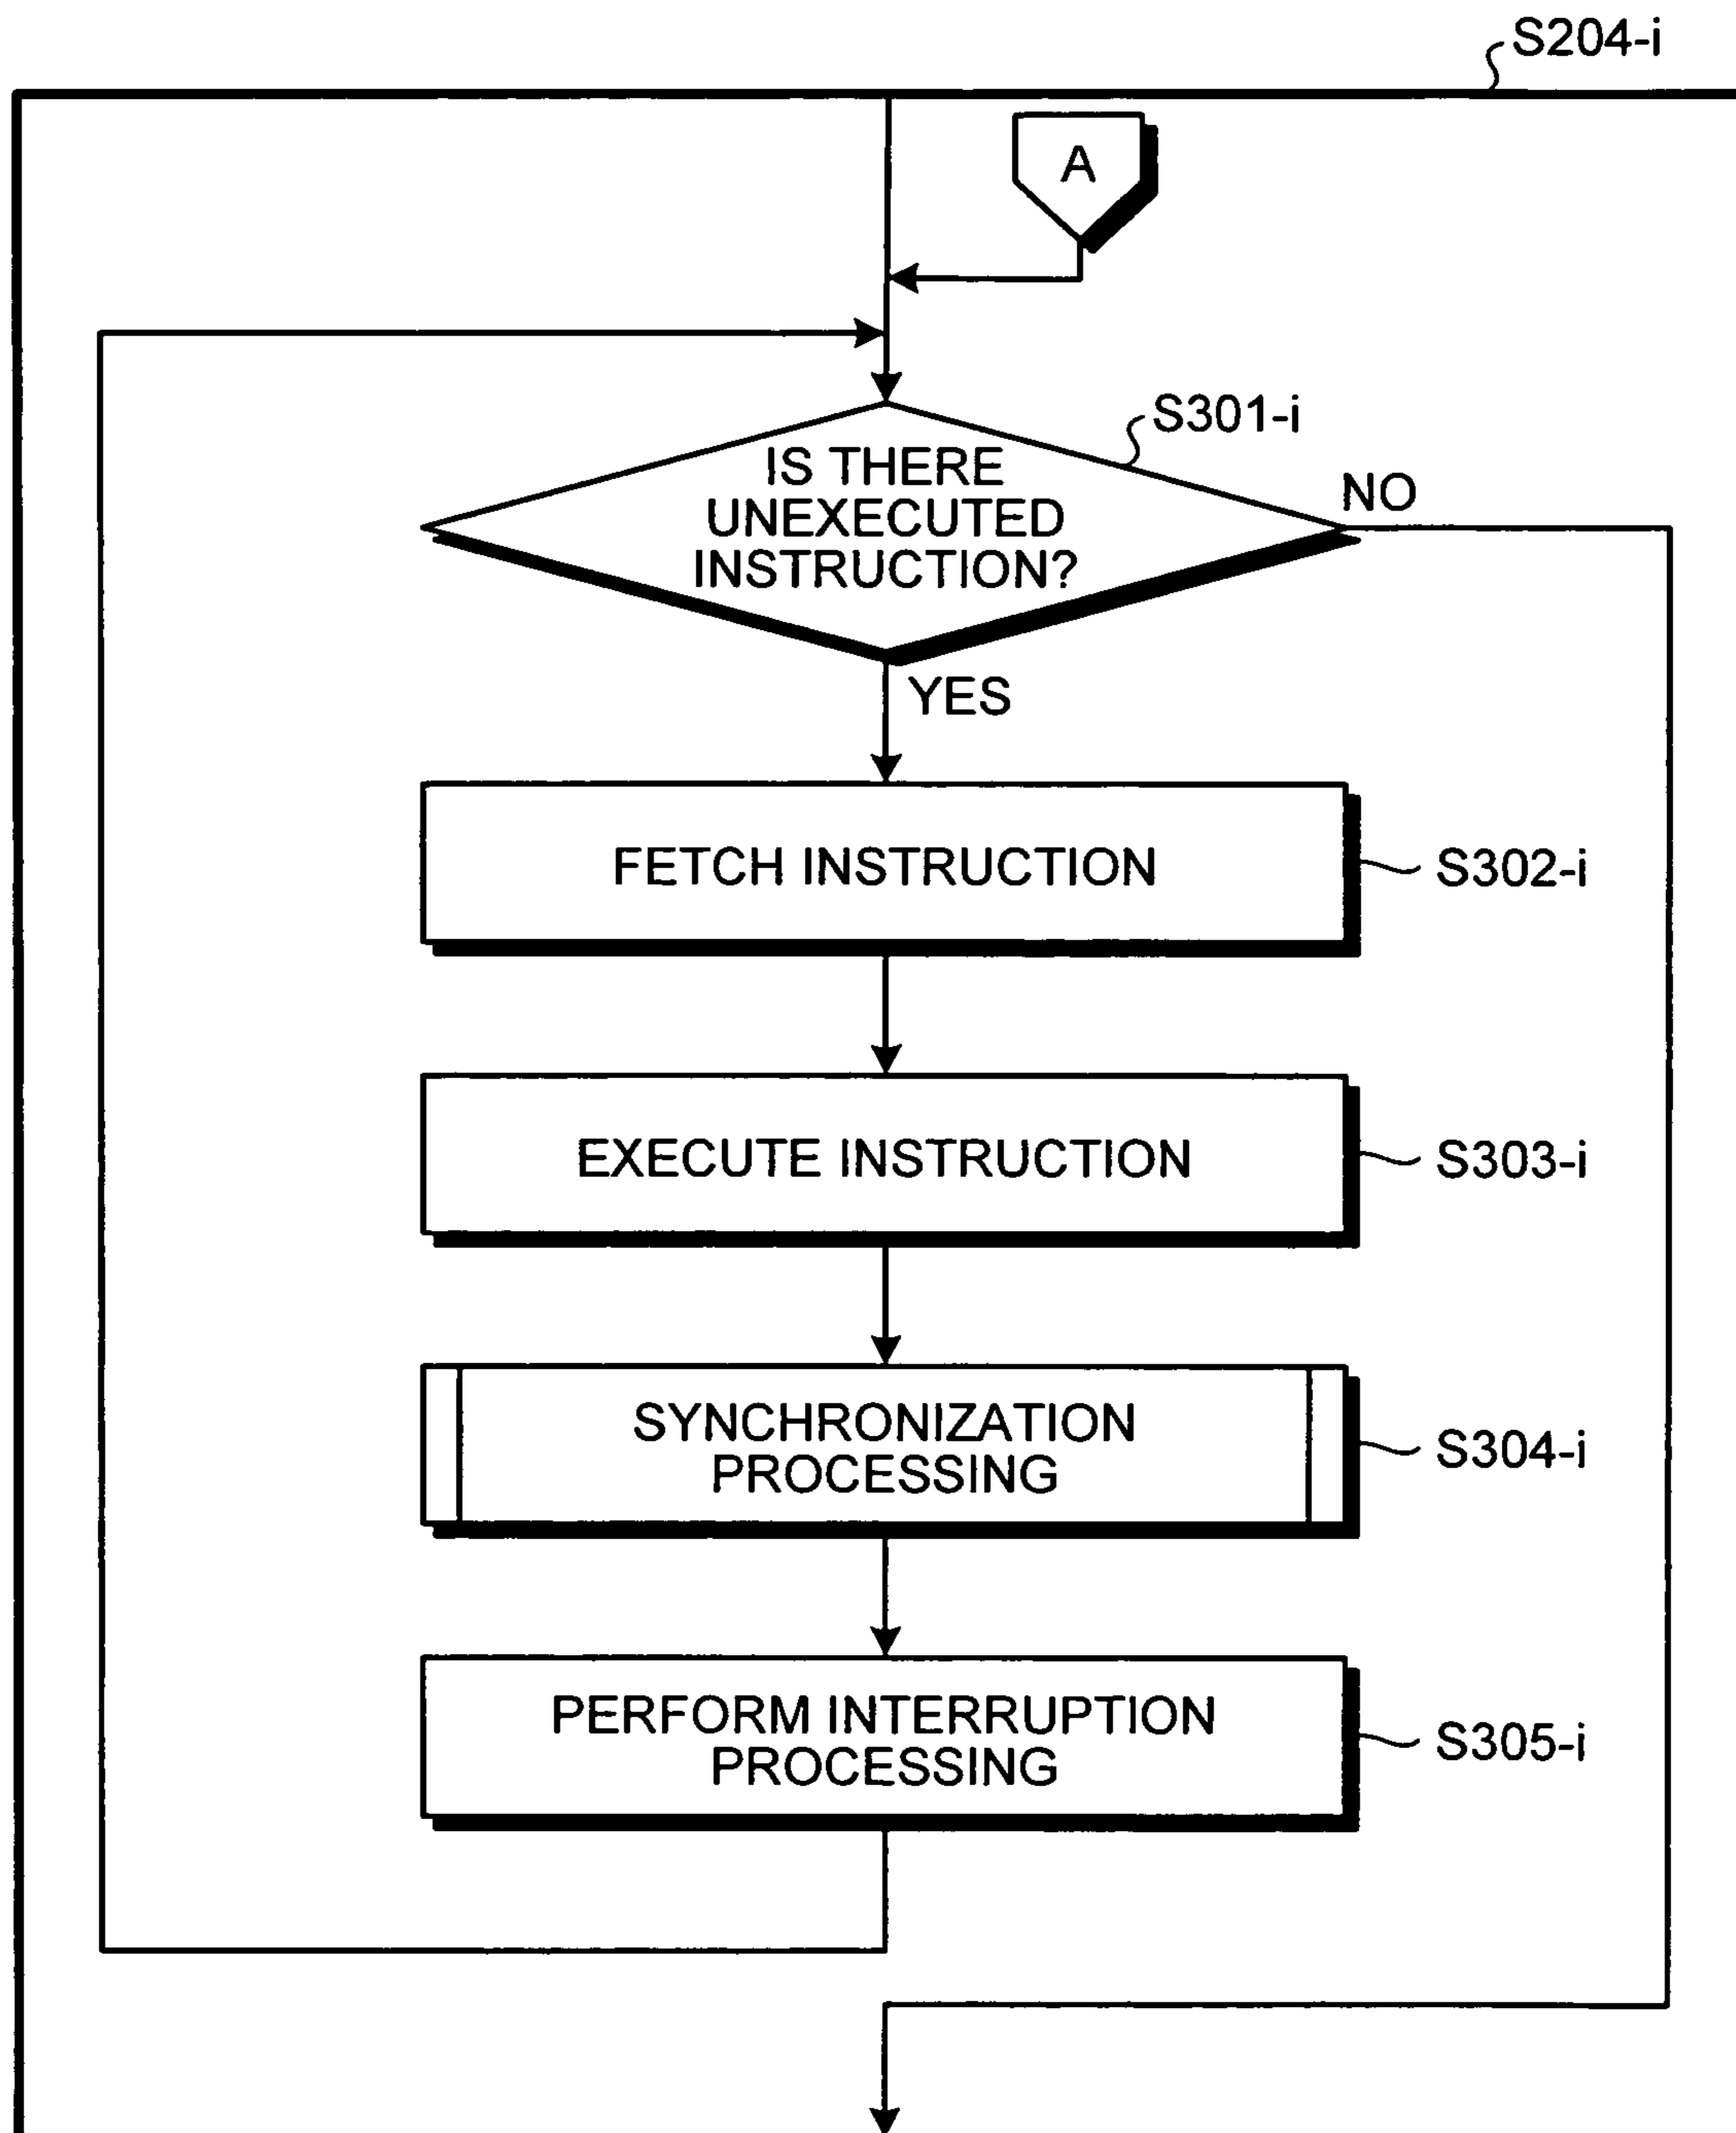 S204-i
A
S301-i
IS THERE
UNEXECUTED
INSTRUCTION?
NO
YES
FETCH INSTRUCTION
S302-i
EXECUTE INSTRUCTION
S303-i
SYNCHRONIZATION
PROCESSING
S304-i
PERFORM INTERRUPTION
PROCESSING
S305-i